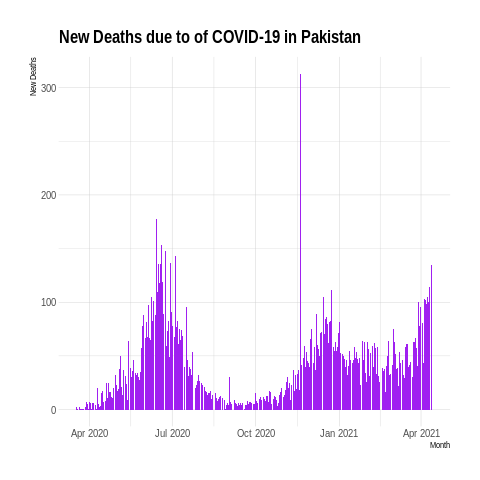 New Deaths due to of COVID-19 in Pakistan
New Deaths
300
200
100
0
Apr 2020 Jul 2020 Oct 2020 Jan 2021 Apr 2021
Month